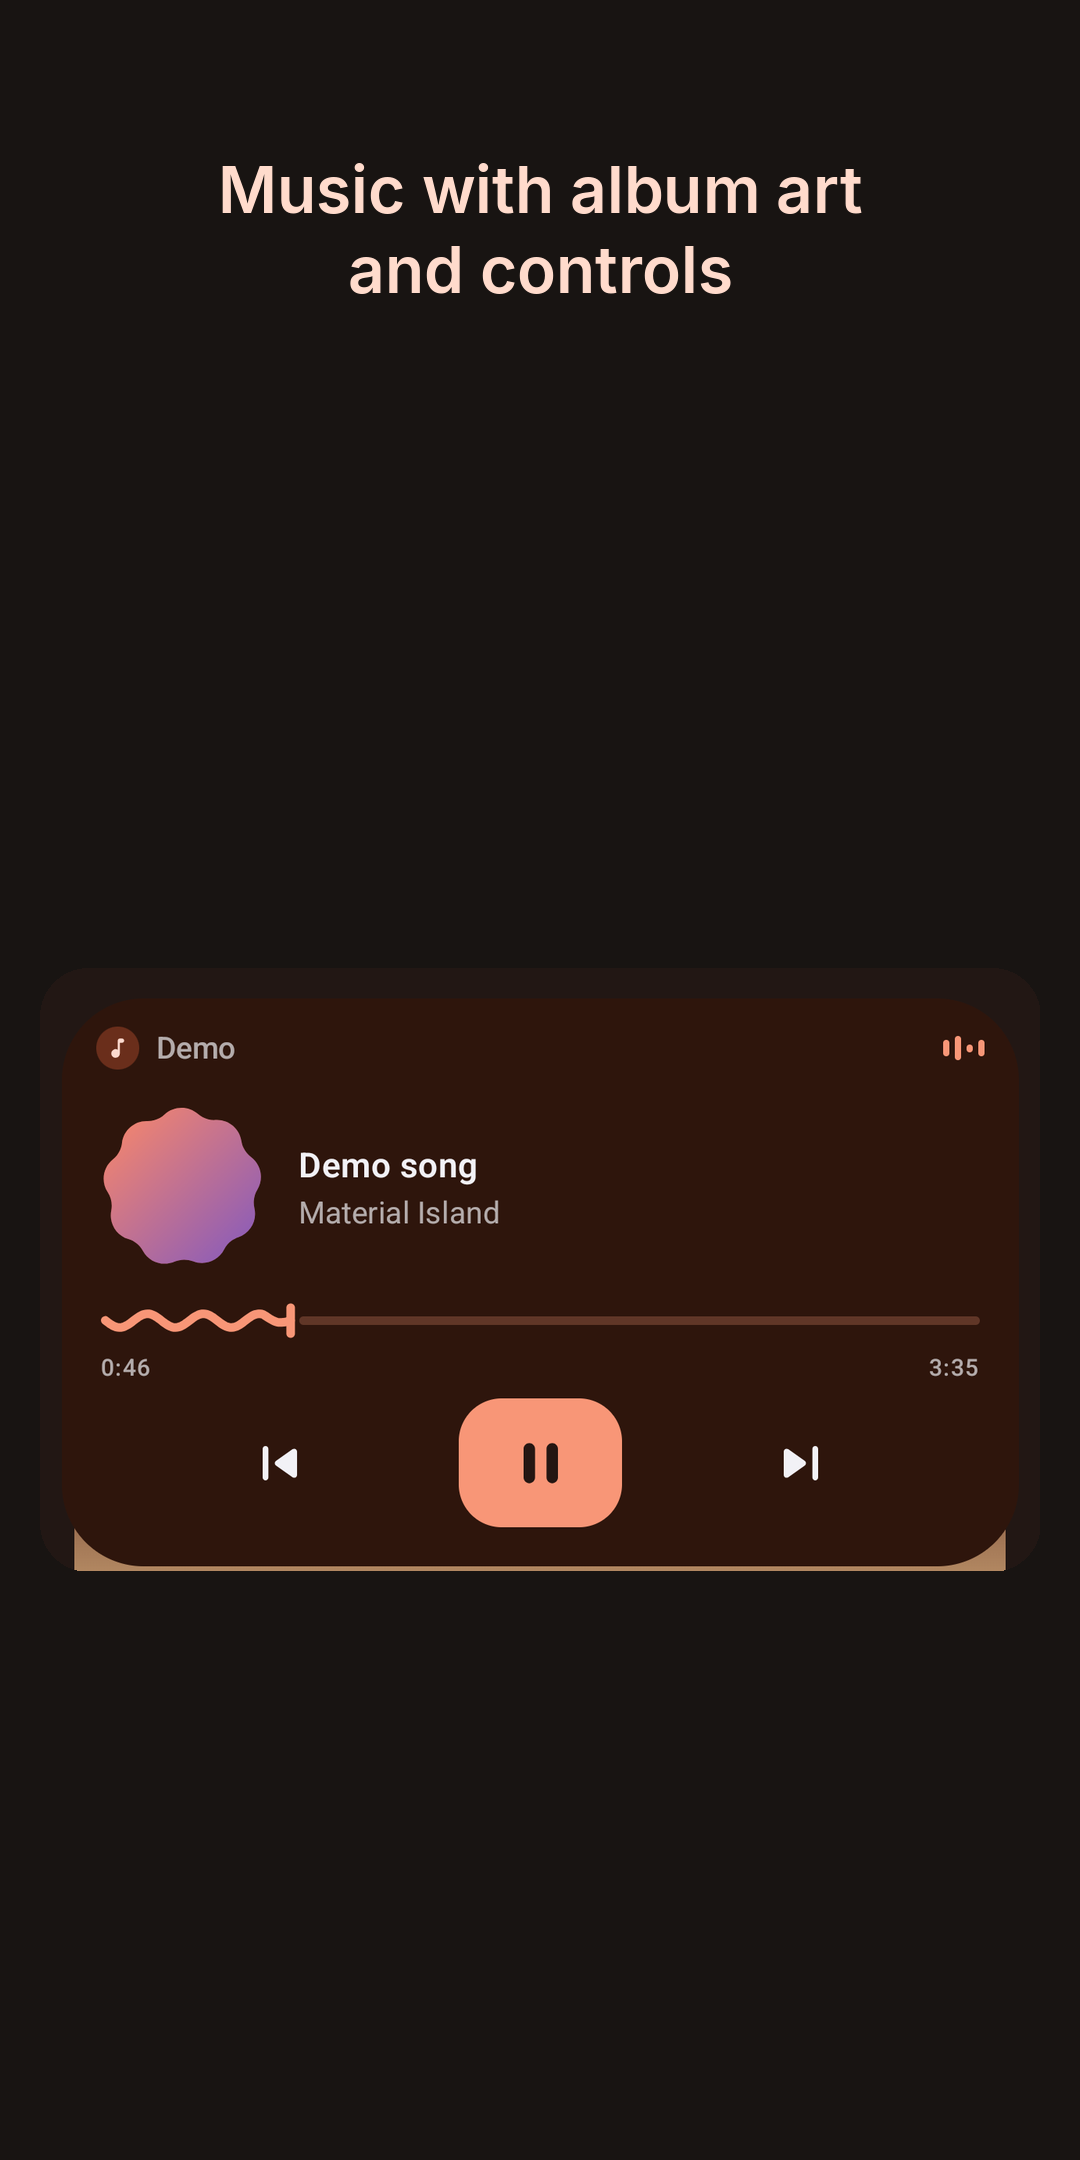 Music with album art
and controls
Demo
Demo song
Material Island
0:46
3:35